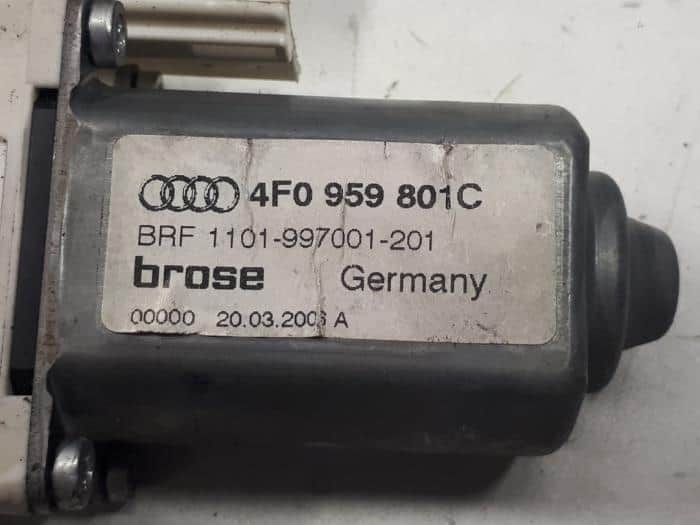 4F0 959 801C
BRF 1101-997001-201
brose Germany
00000 A